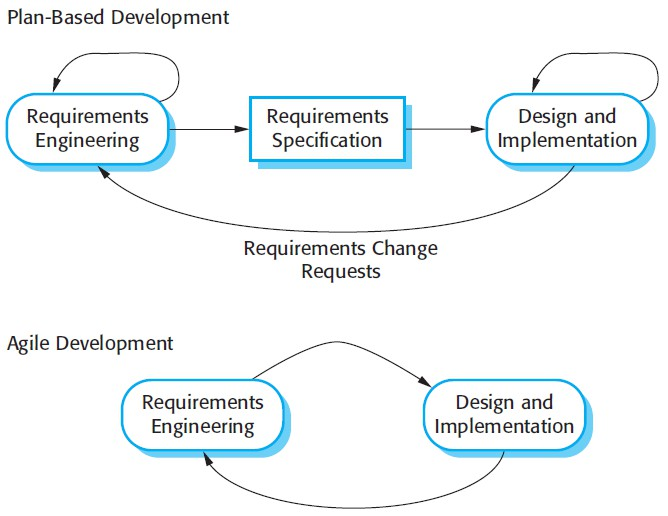 Plan-Based Development
Requirements
Engineering
Requirements
Specification
Design and
Implementation
Requirements Change
Requests
Agile Development
Requirements
Engineering
Design and
Implementation